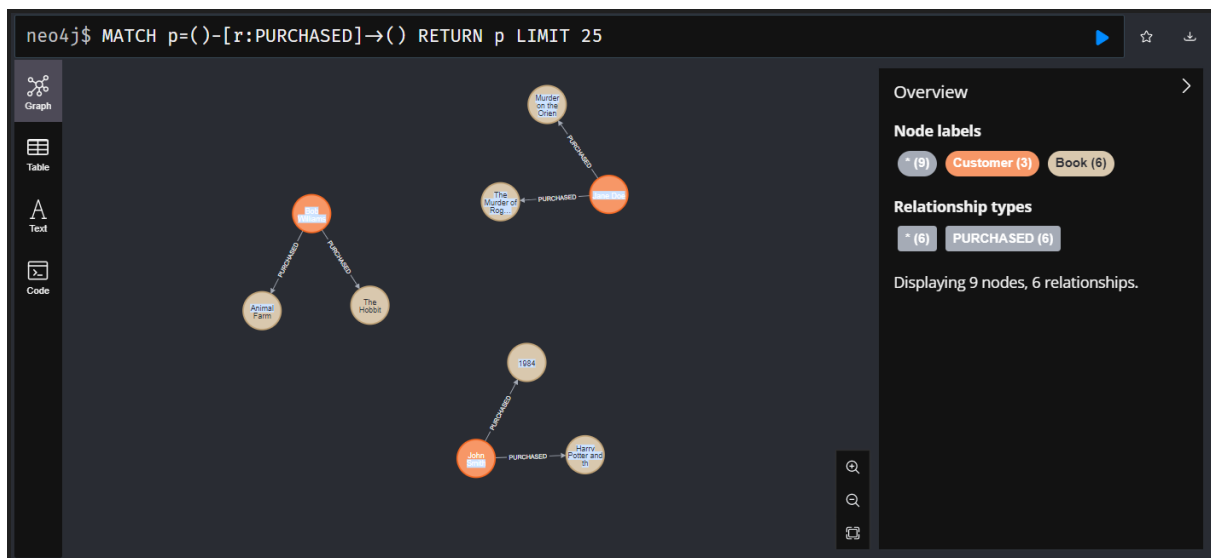 neo4j$ MATCH p=()-[r:PURCHASED]→() RETURN p LIMIT 25
Graph
Table
Text
Code
Murder
on the
Orien
PURCHASED
The
Murder of
Rog...
PURCHASED
Jane Doe
Bob
Williams
PURCHASED
PURCHASED
Animal
Farm
The
Hobbit
1984
PURCHASED
John
Smith
PURCHASED
Harry
Potter and
th
Overview
Node labels
* (9) Customer (3) Book (6)
Relationship types
* (6) PURCHASED (6)
Displaying 9 nodes, 6 relationships.